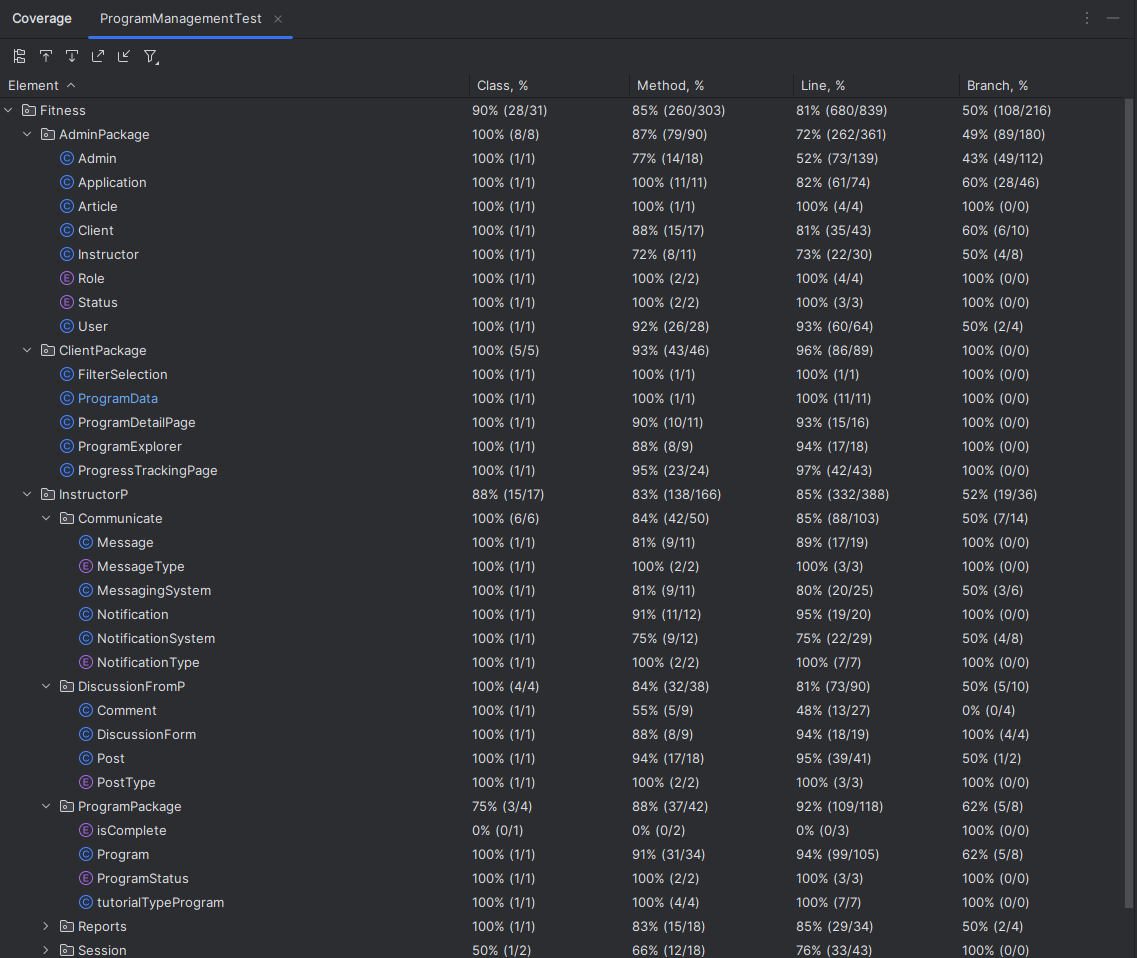 Coverage ProgramManagementTest
Element Class, % Method, % Line, % Branch, %
Fitness 90% (28/31) 85% (260/303) 81% (680/839) 50% (108/216)
AdminPackage 100% (8/8) 87% (79/90) 72% (262/361) 49% (89/180)
Admin 100% (1/1) 77% (14/18) 52% (73/139) 43% (49/112)
Application 100% (1/1) 100% (11/11) 82% (61/74) 60% (28/46)
Article 100% (1/1) 100% (1/1) 100% (4/4) 100% (0/0)
Client 100% (1/1) 88% (15/17) 81% (35/43) 60% (6/10)
Instructor 100% (1/1) 72% (8/11) 73% (22/30) 50% (4/8)
Role 100% (1/1) 100% (2/2) 100% (4/4) 100% (0/0)
Status 100% (1/1) 100% (2/2) 100% (3/3) 100% (0/0)
User 100% (1/1) 92% (26/28) 93% (60/64) 50% (2/4)
ClientPackage 100% (5/5) 93% (43/46) 96% (86/89) 100% (0/0)
FilterSelection 100% (1/1) 100% (1/1) 100% (1/1) 100% (0/0)
ProgramData 100% (1/1) 100% (1/1) 100% (11/11) 100% (0/0)
ProgramDetailPage 100% (1/1) 90% (10/11) 93% (15/16) 100% (0/0)
ProgramExplorer 100% (1/1) 88% (8/9) 94% (17/18) 100% (0/0)
ProgressTrackingPage 100% (1/1) 95% (23/24) 97% (42/43) 100% (0/0)
InstructorP 88% (15/17) 83% (138/166) 85% (332/388) 52% (19/36)
Communicate 100% (6/6) 84% (42/50) 85% (88/103) 50% (7/14)
Message 100% (1/1) 81% (9/11) 89% (17/19) 100% (0/0)
MessageType 100% (1/1) 100% (2/2) 100% (3/3) 100% (0/0)
MessagingSystem 100% (1/1) 81% (9/11) 80% (20/25) 50% (3/6)
Notification 100% (1/1) 91% (11/12) 95% (19/20) 100% (0/0)
NotificationSystem 100% (1/1) 75% (9/12) 75% (22/29) 50% (4/8)
NotificationType 100% (1/1) 100% (2/2) 100% (7/7) 100% (0/0)
DiscussionFromP 100% (4/4) 84% (32/38) 81% (73/90) 50% (5/10)
Comment 100% (1/1) 55% (5/9) 48% (13/27) 0% (0/4)
DiscussionForm 100% (1/1) 88% (8/9) 94% (18/19) 100% (4/4)
Post 100% (1/1) 94% (17/18) 95% (39/41) 50% (1/2)
PostType 100% (1/1) 100% (2/2) 100% (3/3) 100% (0/0)
ProgramPackage 75% (3/4) 88% (37/42) 92% (109/118) 62% (5/8)
isComplete 0% (0/1) 0% (0/2) 0% (0/3) 100% (0/0)
Program 100% (1/1) 91% (31/34) 94% (99/105) 62% (5/8)
ProgramStatus 100% (1/1) 100% (2/2) 100% (3/3) 100% (0/0)
tutorialTypeProgram 100% (1/1) 100% (4/4) 100% (7/7) 100% (0/0)
Reports 100% (1/1) 83% (15/18) 85% (29/34) 50% (2/4)
Session 50% (1/2) 66% (12/18) 76% (33/43) 100% (0/0)